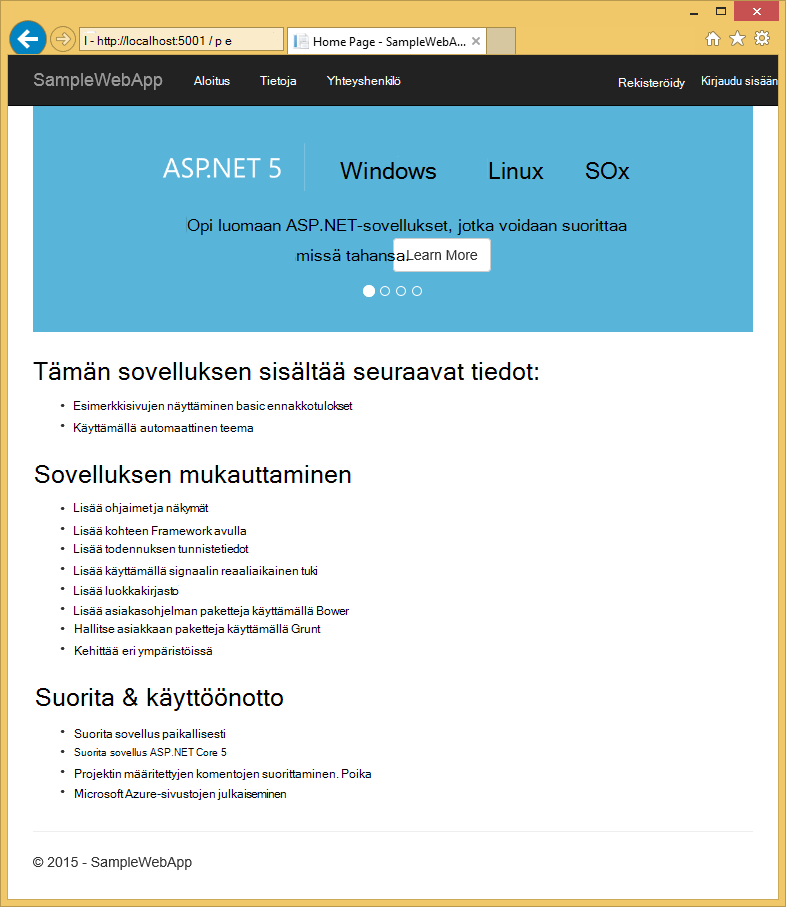 I - http://localhost:5001 / p e
Home Page - SampleWebA...
SampleWebApp Aloitus Tietoja Yhteyshenkilö Rekisteröidy Kirjaudu sisään
ASP.NET 5 Windows Linux SOx
Opi luomaan ASP.NET-sovellukset, jotka voidaan suorittaa
missä tahansa.
Learn More
Tämän sovelluksen sisältää seuraavat tiedot:
Esimerkkisivujen näyttäminen basic ennakkotulokset
Käyttämällä automaattinen teema
Sovelluksen mukauttaminen
Lisää ohjaimet ja näkymät
Lisää kohteen Framework avulla
Lisää todennuksen tunnistetiedot
Lisää käyttämällä signaalin reaaliaikainen tuki
Lisää luokkakirjasto
Lisää asiakasohjelman paketteja käyttämällä Bower
Hallitse asiakkaan paketteja käyttämällä Grunt
Kehittää eri ympäristöissä
Suorita & käyttöönotto
Suorita sovellus paikallisesti
Suorita sovellus ASP.NET Core 5
Projektin määritettyjen komentojen suorittaminen. Poika
Microsoft Azure-sivustojen julkaiseminen
© 2015 - SampleWebApp